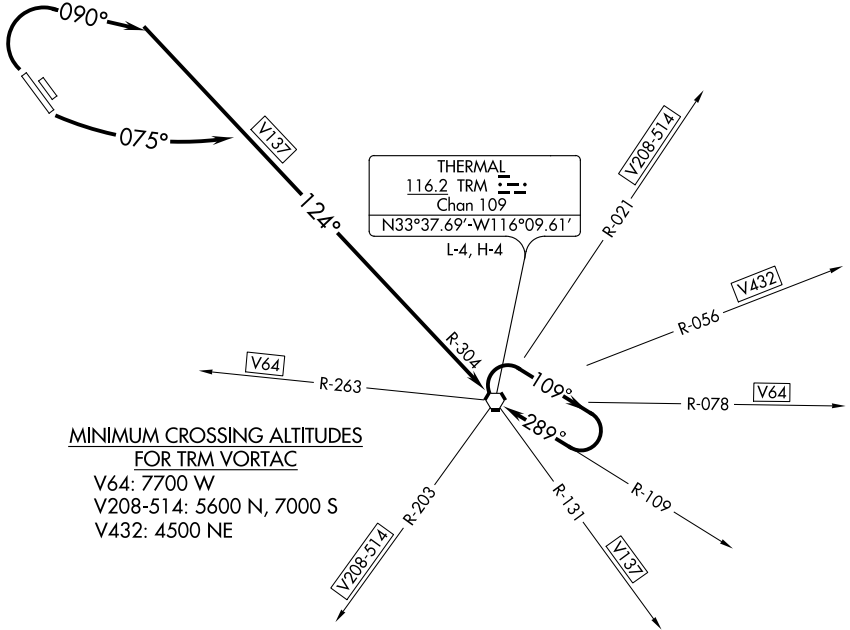 090°
075°
V137
124°
THERMAL
116.2 TRM
Chan 109
N33°37.69'-W116°09.61'
L-4, H-4
V208-514
R-021
V432
R-056
R-304
V64
R-263
109°
289°
R-078
V64
MINIMUM CROSSING ALTITUDES
FOR TRM VORTAC
V64: 7700 W
V208-514: 5600 N, 7000 S
V432: 4500 NE
R-203
V208-514
R-131
V137
R-109